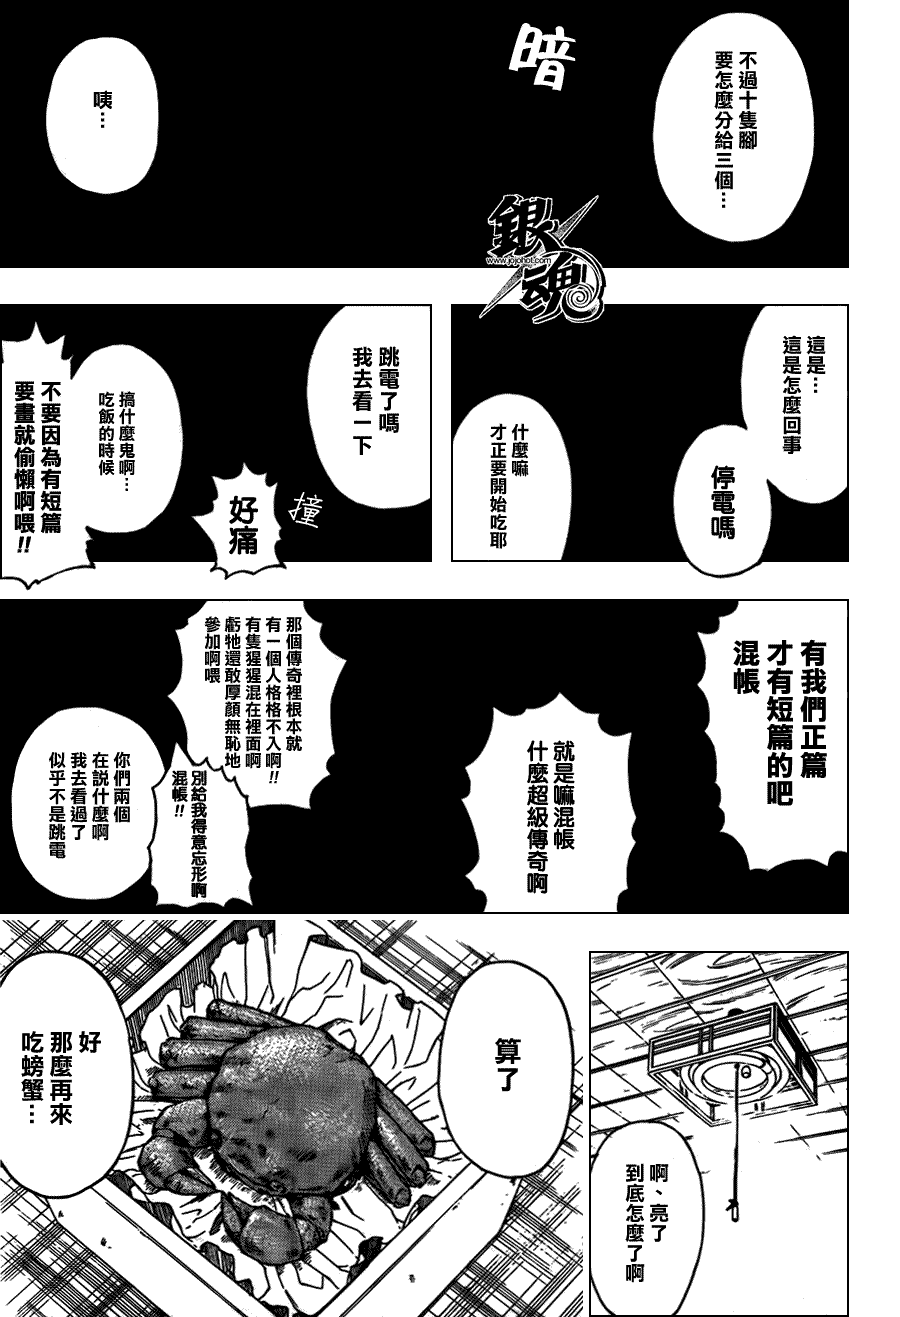 不過十隻腳
要怎麼分給三個…
暗
咦…
銀魂
www.jojohot.com
這是…
這是怎麼回事
停電嗎
什麼嘛
才正要開始吃耶
跳電了嗎
我去看一下
撞
好痛
搞什麼鬼啊…
吃飯的時候
不要因為有短篇
要畫就偷懶啊喂!!
有我們正篇
才有短篇的吧
混帳
就是嘛混帳
什麼超級傳奇啊
那個傳奇裡根本就
有一個人格格不入啊!!
有隻猩猩混在裡面啊
虧牠還敢厚顏無恥地
參加啊喂
別給我得意忘形啊
混帳!!
你們兩個
在說什麼啊
我去看過了
似乎不是跳電
啊、亮了
到底怎麼了啊
算了
好
那麼再來
吃螃蟹…